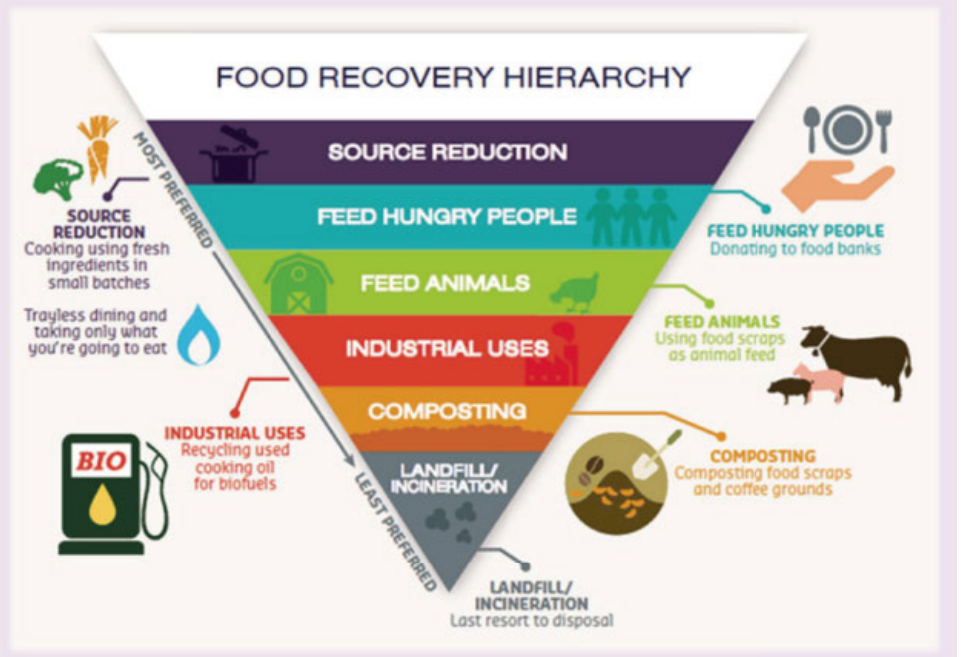 FOOD RECOVERY HIERARCHY
MOST PREFERRED
SOURCE REDUCTION
FEED HUNGRY PEOPLE
FEED ANIMALS
INDUSTRIAL USES
COMPOSTING
LANDFILL/
INCINERATION
LEAST PREFERRED
SOURCE
REDUCTION
Cooking using fresh
ingredients in
small batches
Trayless dining and
taking only what
you're going to eat
FEED HUNGRY PEOPLE
Donating to food banks
FEED ANIMALS
Using food scraps
as animal feed
INDUSTRIAL USES
Recycling used
cooking oil
for biofuels
BIO
COMPOSTING
Composting food scraps
and coffee grounds
LANDFILL/
INCINERATION
Last resort to disposal